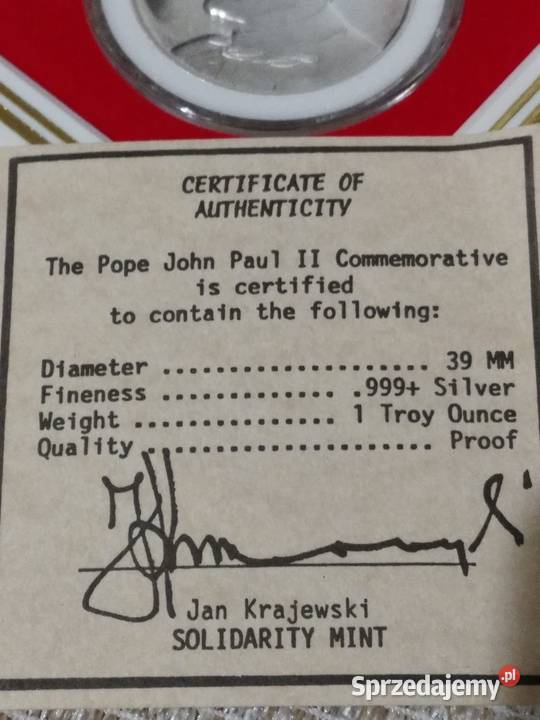 CERTIFICATE OF
AUTHENTICITY
The Pope John Paul II Commemorative
is certified
to contain the following:
Diameter ..................... 39 MM
Fineness .............. .999+ Silver
Weight ................ 1 Troy Ounce
Quality ...................... Proof
Jan Krajewski
SOLIDARITY MINT
Sprzedajemy.pl